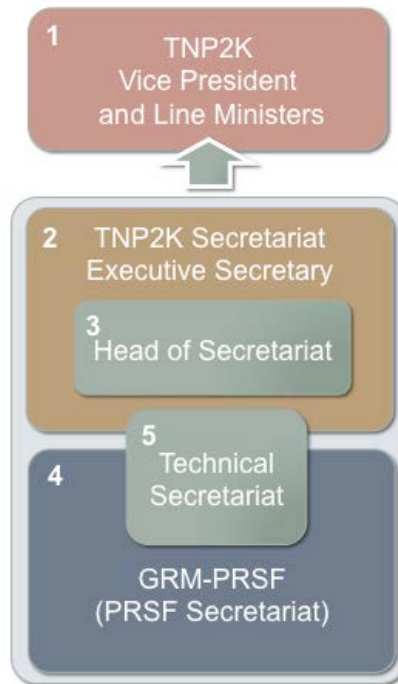 1
TNP2K
Vice President
and Line Ministers
2
TNP2K Secretariat
Executive Secretary
3
Head of Secretariat
5
Technical
Secretariat
4
GRM-PRSF
(PRSF Secretariat)